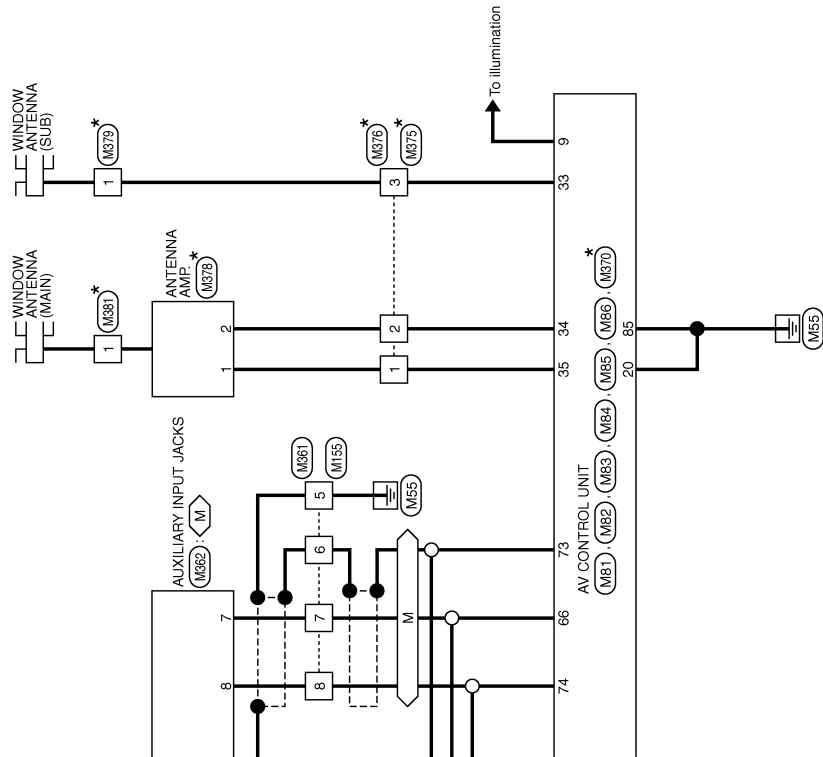 WINDOW
ANTENNA
(SUB)
1
*
M379
3
*
M376
*
M375
To illumination
33
9
WINDOW
ANTENNA
(MAIN)
1
*
M381
ANTENNA
AMP. *
M378
1
2
1
2
35
34
AUXILIARY INPUT JACKS
M362 : M
8
7
8
7
6
5
M361
M155
M55
M
74
66
73
AV CONTROL UNIT
M81 , M82 , M83 , M84 , M85 , M86 , M370 *
20
85
M55